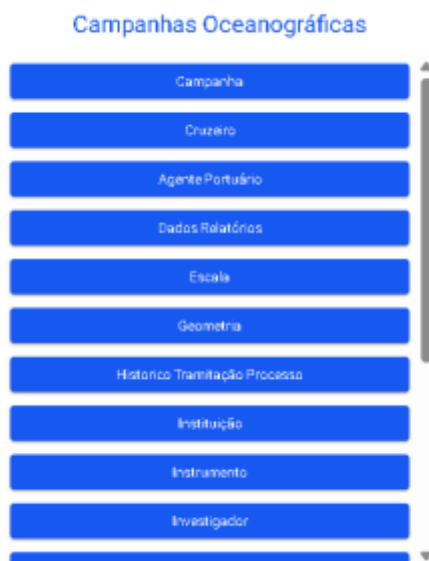 Campanhas Oceanográficas
Campanha
Cruzeiro
Agente Portuário
Dados Relatórios
Escala
Geometria
Historico Tramitação Processo
Instituição
Instrumento
Investigador